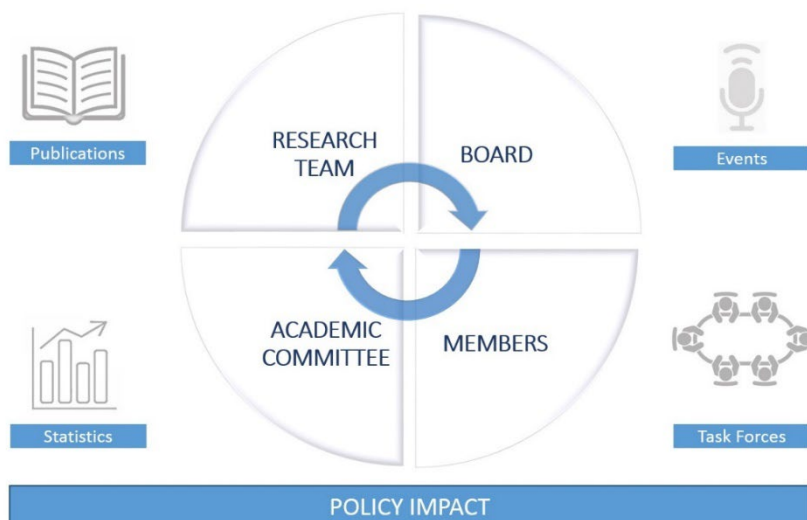 Publications
RESEARCH
TEAM
BOARD
Events
Statistics
ACADEMIC
COMMITTEE
MEMBERS
Task Forces
POLICY IMPACT